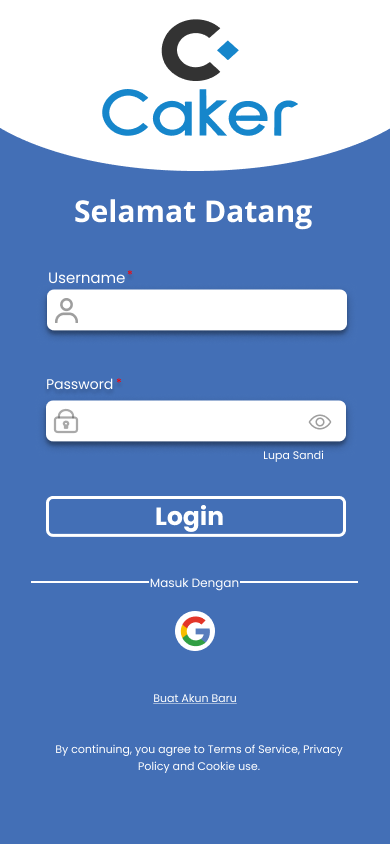 Caker
Selamat Datang
Username*
Password*
Lupa Sandi
Login
Masuk Dengan
Buat Akun Baru
By continuing, you agree to Terms of Service, Privacy
Policy and Cookie use.